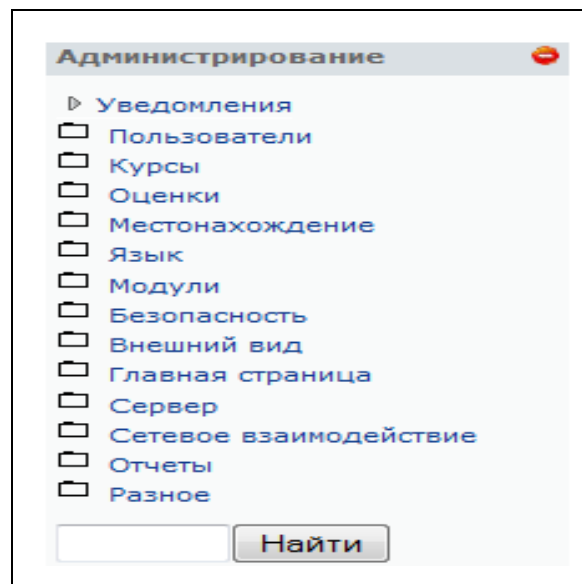 Администрирование
Уведомления
Пользователи
Курсы
Оценки
Местонахождение
Язык
Модули
Безопасность
Внешний вид
Главная страница
Сервер
Сетевое взаимодействие
Отчеты
Разное
Найти